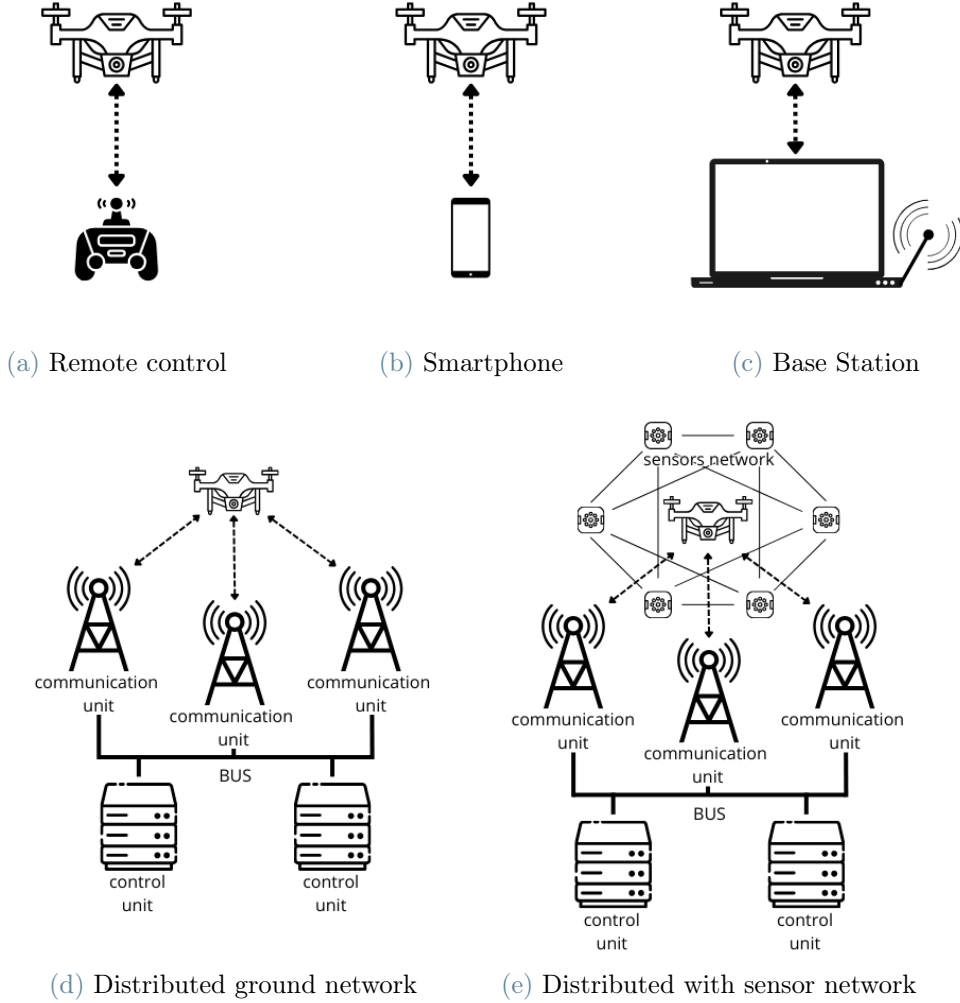 (a) Remote control
(b) Smartphone
(c) Base Station
communication
unit
communication
unit
communication
unit
BUS
control
unit
control
unit
(d) Distributed ground network
sensors network
communication
unit
communication
unit
communication
unit
BUS
control
unit
control
unit
(e) Distributed with sensor network